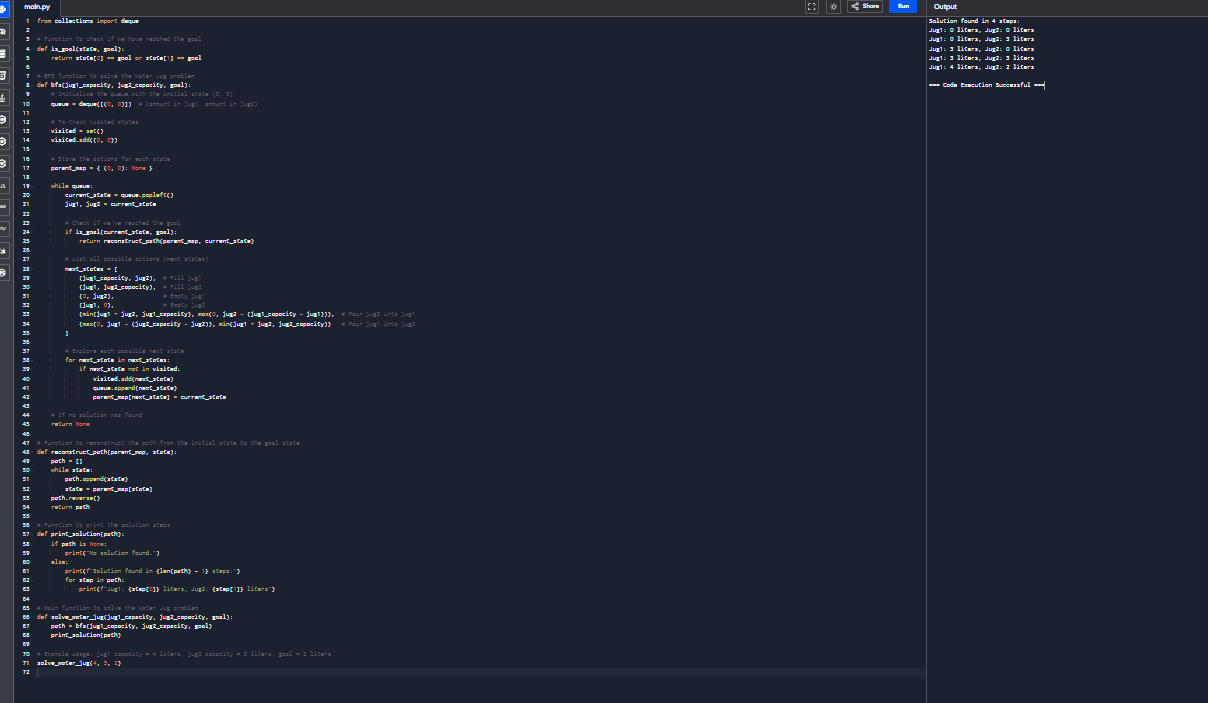 main.py
Share
Run
Output
1 from collections import deque
2
3 # Function to check if we have reached the goal
4 def is_goal(state, goal):
5 return state[0] == goal or state[1] == goal
6
7 # BFS function to solve the Water Jug problem
8 def bfs(jug1_capacity, jug2_capacity, goal):
9 # Initialize the queue with the initial state (0, 0)
10 queue = deque([(0, 0)]) # (amount in jug1, amount in jug2)
11
12 # To track visited states
13 visited = set()
14 visited.add((0, 0))
15
16 # Store the actions for each state
17 parent_map = { (0, 0): None }
18
19 while queue:
20 current_state = queue.popleft()
21 jug1, jug2 = current_state
22
23 # Check if we've reached the goal
24 if is_goal(current_state, goal):
25 return reconstruct_path(parent_map, current_state)
26
27 # List all possible actions (next states)
28 next_states = [
29 (jug1_capacity, jug2), # Fill jug1
30 (jug1, jug2_capacity), # Fill jug2
31 (0, jug2), # Empty jug1
32 (jug1, 0), # Empty jug2
33 (min(jug1 + jug2, jug1_capacity), max(0, jug2 - (jug1_capacity - jug1))), # Pour jug2 into jug1
34 (max(0, jug1 - (jug2_capacity - jug2)), min(jug1 + jug2, jug2_capacity)) # Pour jug1 into jug2
35 ]
36
37 # Explore each possible next state
38 for next_state in next_states:
39 if next_state not in visited:
40 visited.add(next_state)
41 queue.append(next_state)
42 parent_map[next_state] = current_state
43
44 # If no solution was found
45 return None
46
47 # Function to reconstruct the path from the initial state to the goal state
48 def reconstruct_path(parent_map, state):
49 path = []
50 while state:
51 path.append(state)
52 state = parent_map[state]
53 path.reverse()
54 return path
55
56 # Function to print the solution steps
57 def print_solution(path):
58 if path is None:
59 print("No solution found.")
60 else:
61 print(f"Solution found in {len(path) - 1} steps:")
62 for step in path:
63 print(f"Jug1: {step[0]} liters, Jug2: {step[1]} liters")
64
65 # Main function to solve the Water Jug problem
66 def solve_water_jug(jug1_capacity, jug2_capacity, goal):
67 path = bfs(jug1_capacity, jug2_capacity, goal)
68 print_solution(path)
69
70 # Example usage: jug1 capacity = 4 liters, jug2 capacity = 3 liters, goal = 2 liters
71 solve_water_jug(4, 3, 2)
72
Solution found in 4 steps:
Jug1: 0 liters, Jug2: 0 liters
Jug1: 0 liters, Jug2: 3 liters
Jug1: 3 liters, Jug2: 0 liters
Jug1: 3 liters, Jug2: 3 liters
Jug1: 4 liters, Jug2: 2 liters
=== Code Execution Successful ===